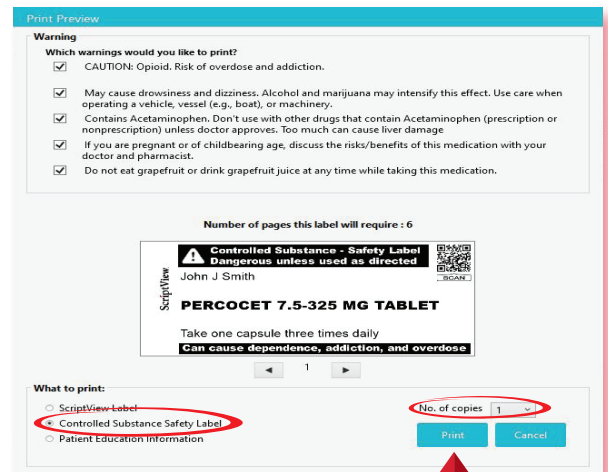 Print Preview
Warning
Which warnings would you like to print?
CAUTION: Opioid. Risk of overdose and addiction.
May cause drowsiness and dizziness. Alcohol and marijuana may intensify this effect. Use care when
operating a vehicle, vessel (e.g., boat), or machinery.
Contains Acetaminophen. Don't use with other drugs that contain Acetaminophen (prescription or
nonprescription) unless doctor approves. Too much can cause liver damage
If you are pregnant or of childbearing age, discuss the risks/benefits of this medication with your
doctor and pharmacist.
Do not eat grapefruit or drink grapefruit juice at any time while taking this medication.
Number of pages this label will require : 6
Controlled Substance - Safety Label
Dangerous unless used as directed
SCAN
ScriptView
John J Smith
PERCOCET 7.5-325 MG TABLET
Take one capsule three times daily
Can cause dependence, addiction, and overdose
1
What to print:
ScriptView Label
Controlled Substance Safety Label
Patient Education Information
No. of copies 1
Print Cancel